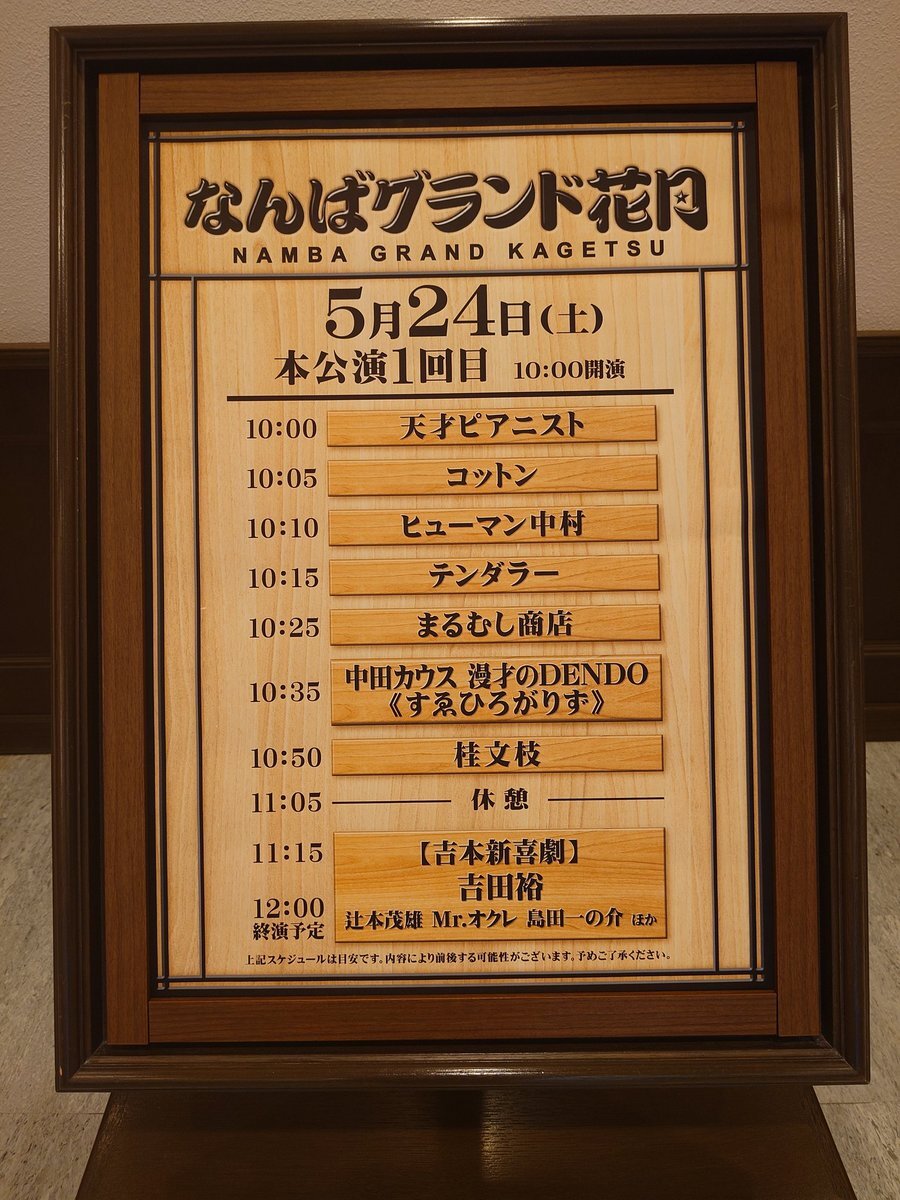 なんばグランド花月
NAMBA GRAND KAGETSU
5月24日(土)
本公演1回目 10:00開演
10:00 天才ピアニスト
10:05 コットン
10:10 ヒューマン中村
10:15 テンダラー
10:25 まるむし商店
10:35 中田カウス 漫才のDENDO
《すゑひろがりず》
10:50 桂文枝
11:05 休憩
11:15 【吉本新喜劇】
吉田裕
12:00 辻本茂雄 Mr.オクレ 島田一の介 ほか
終演予定
上記スケジュールは目安です。内容により前後する可能性がございます。予めご了承ください。